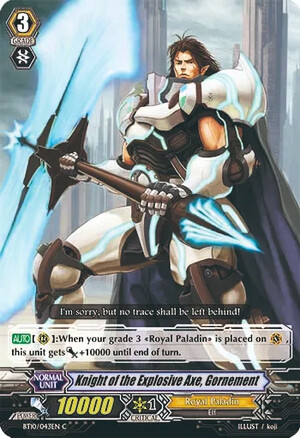 3
GRADE
I'm sorry, but no trace shall be left behind!
AUTO [ ]:When your grade 3 «Royal Paladin» is placed on
this unit gets +10000 until end of turn.
NORMAL
UNIT
Knight of the Explosive Axe, Gornement
POWER
10000
1
CRITICAL
Royal Paladin
Elf
BT10/043EN C
ILLUST / koji